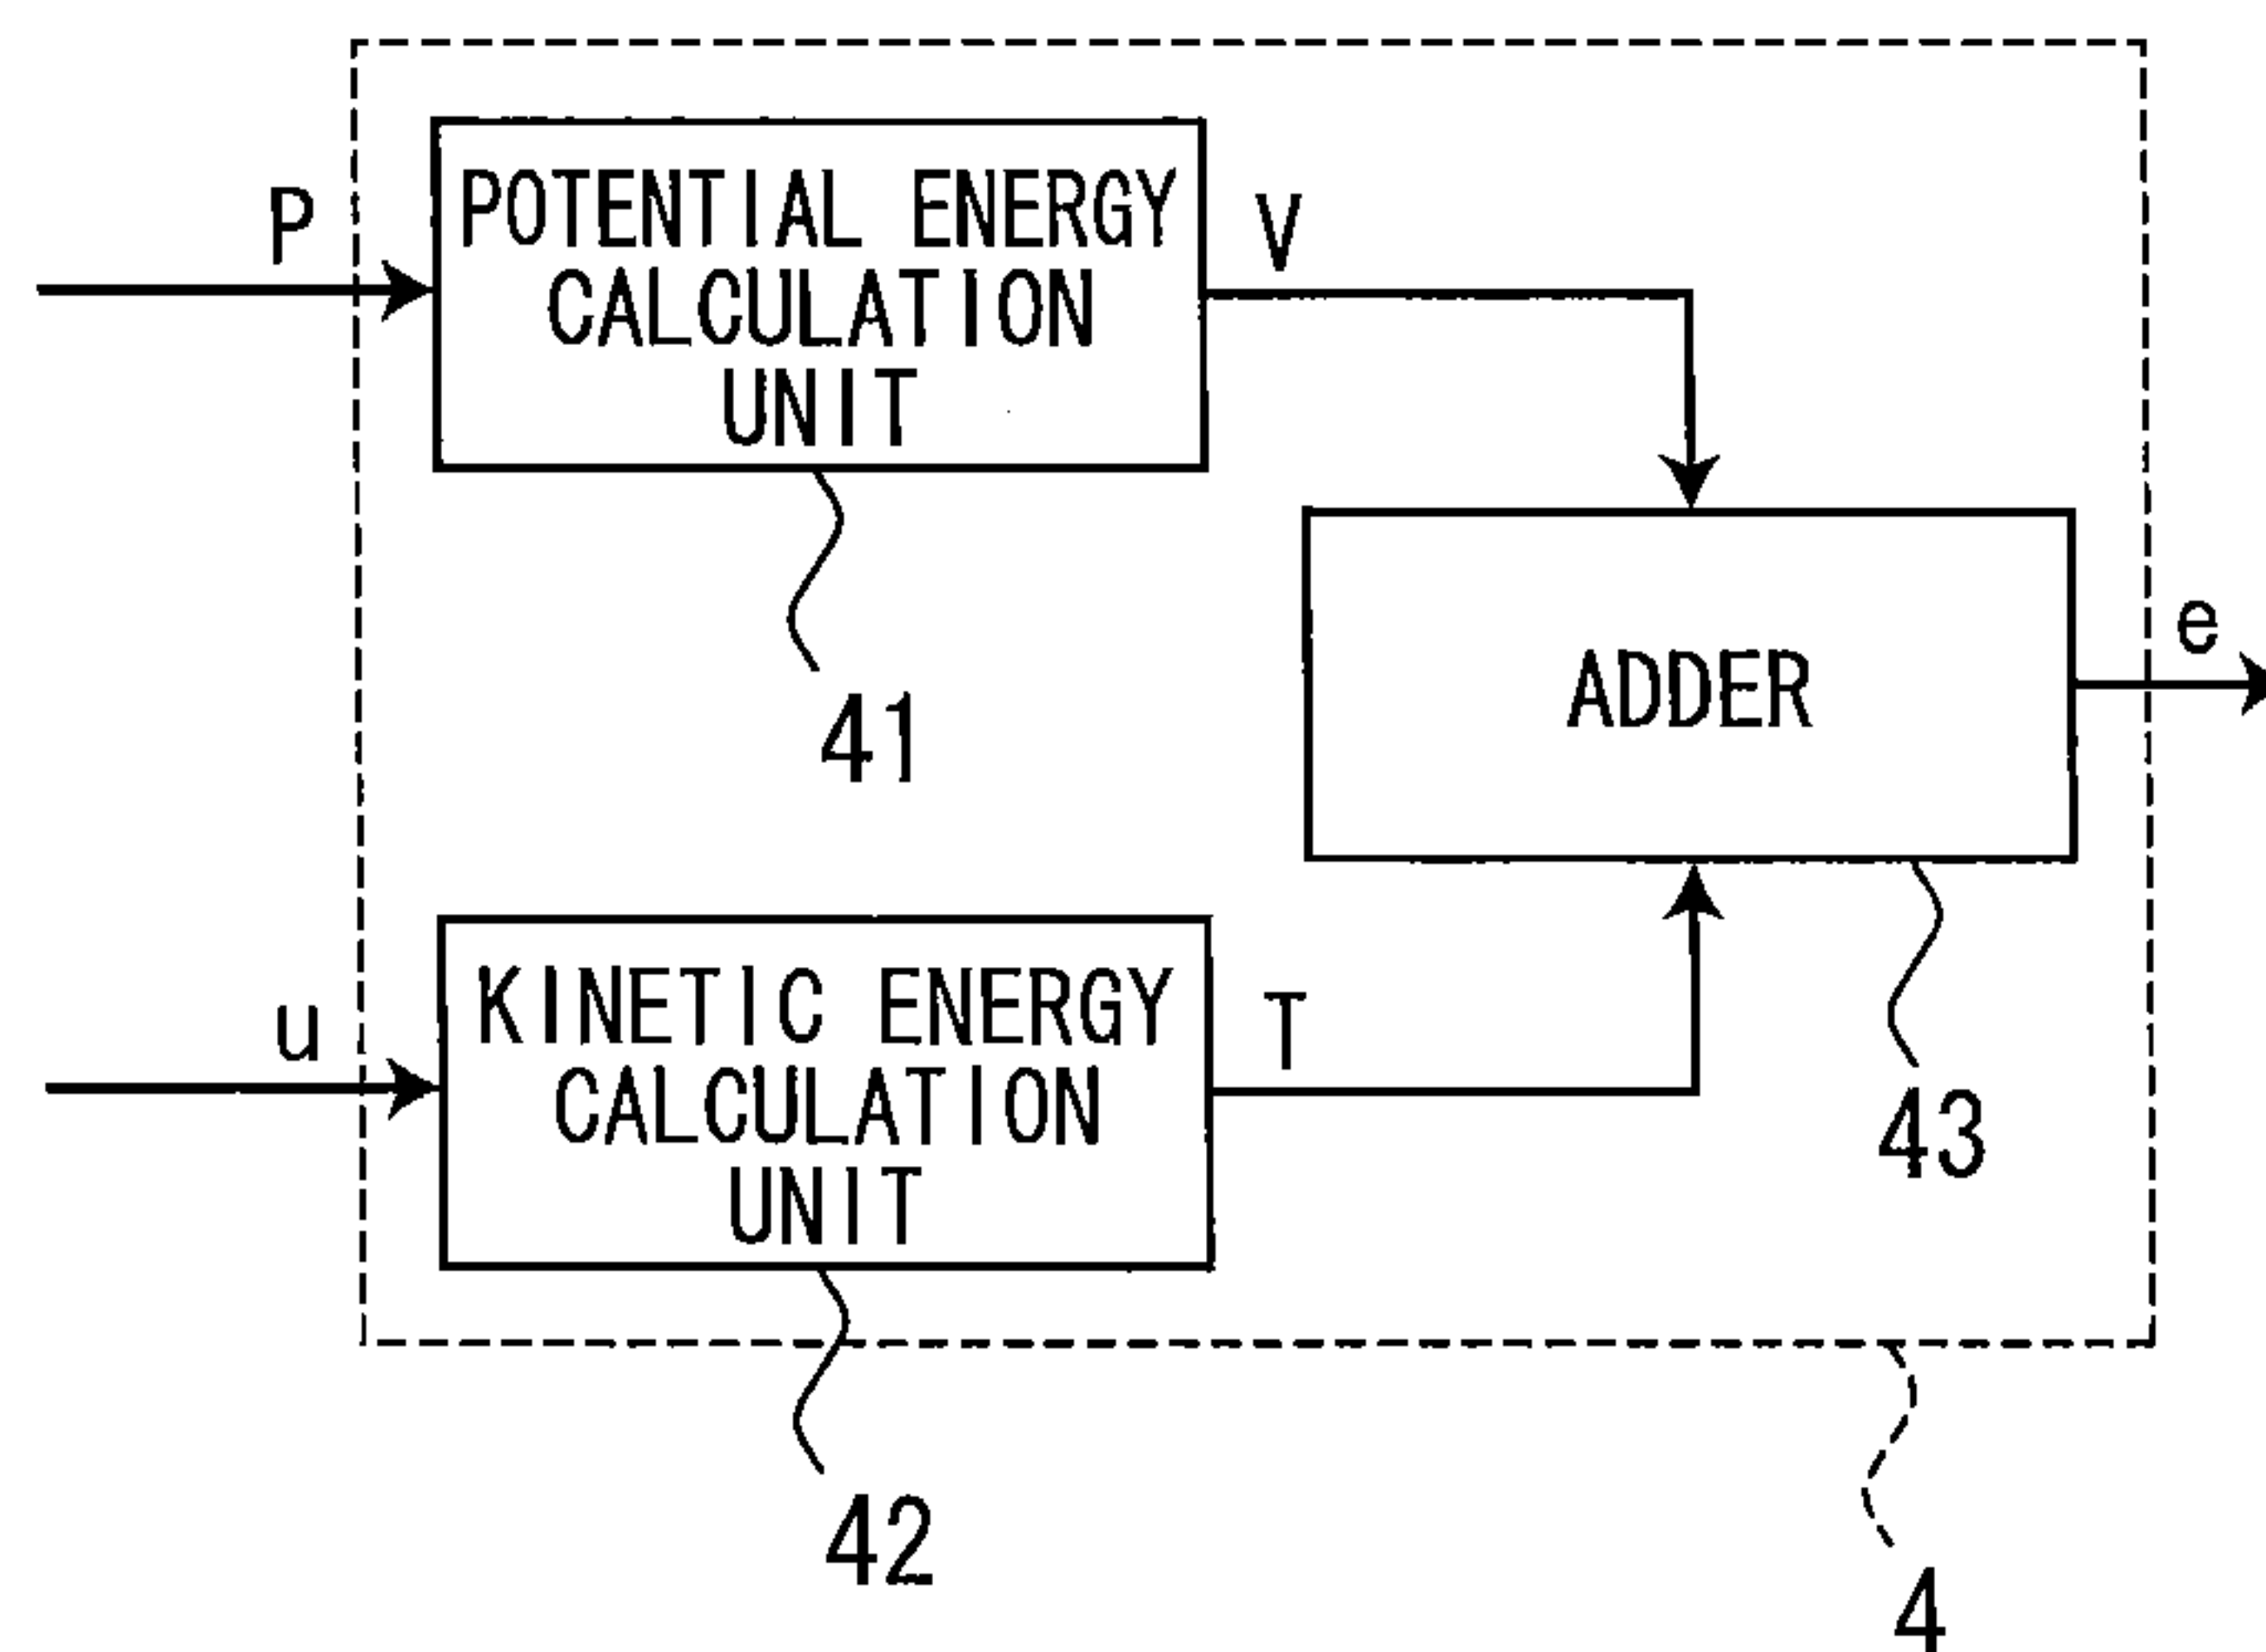 P
POTENTIAL ENERGY
CALCULATION
UNIT
V
41
ADDER
e
u
KINETIC ENERGY
CALCULATION
UNIT
T
43
42
4